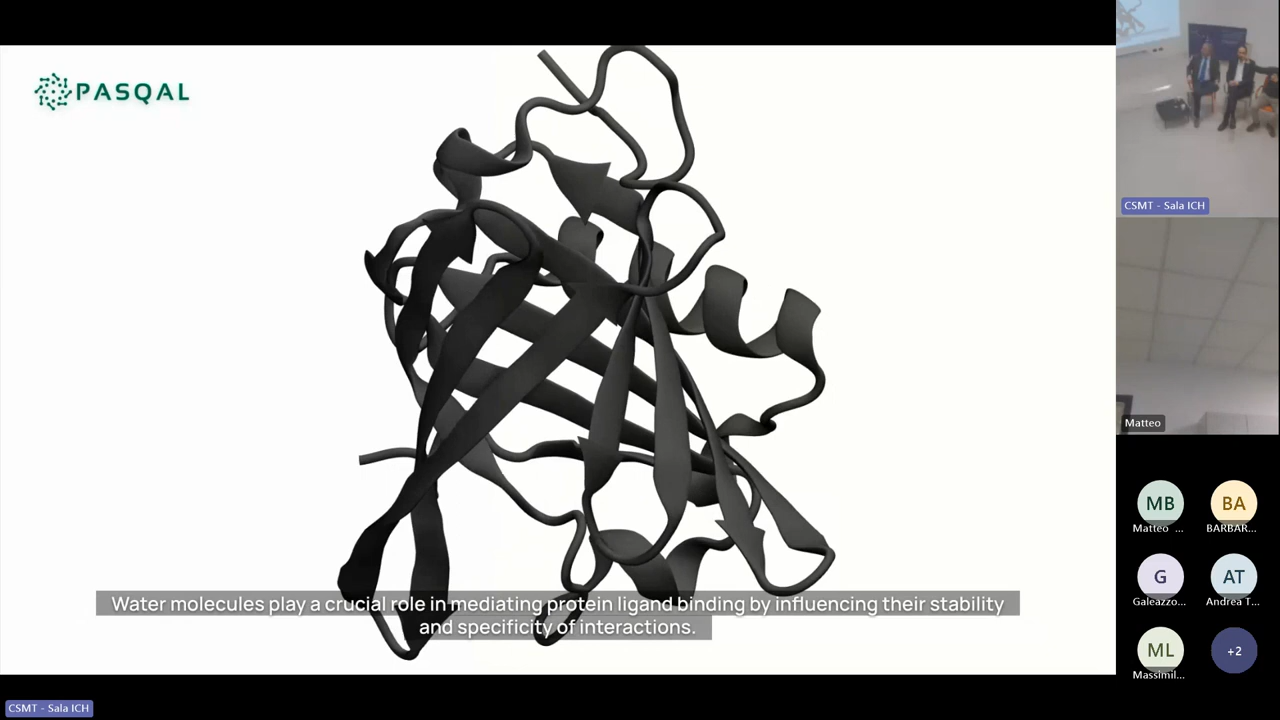 PASQAL
Water molecules play a crucial role in mediating protein ligand binding by influencing their stability
and specificity of interactions.
CSMT - Sala ICH
CSMT - Sala ICH
Matteo
MB
BA
Matteo ...
BARBAR...
G
AT
Galeazzo...
Andrea T...
ML
+2
Massimil...